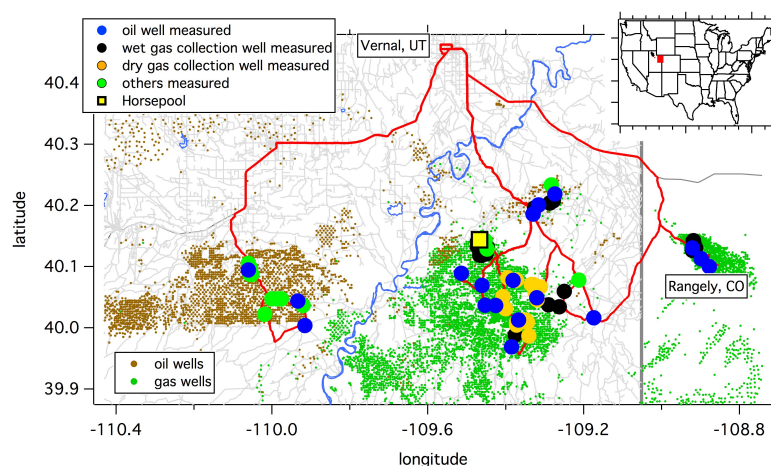 oil well measured
wet gas collection well measured
dry gas collection well measured
others measured
Horsepool
Vernal, UT
40.4
40.3
40.2
40.1
40.0
39.9
latitude
Rangely, CO
oil wells
gas wells
-110.4
-110.0
-109.6
-109.2
-108.8
longitude